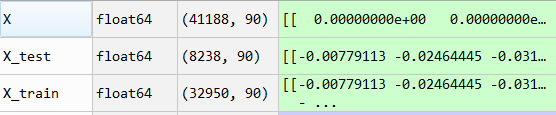 X float64 (41188, 90) [[ 0.00000000e+00 0.00000000e…
X_test float64 (8238, 90) [[-0.00779113 -0.02464445 -0.031…
X_train float64 (32950, 90) [[-0.00779113 -0.02464445 -0.031…
- ...